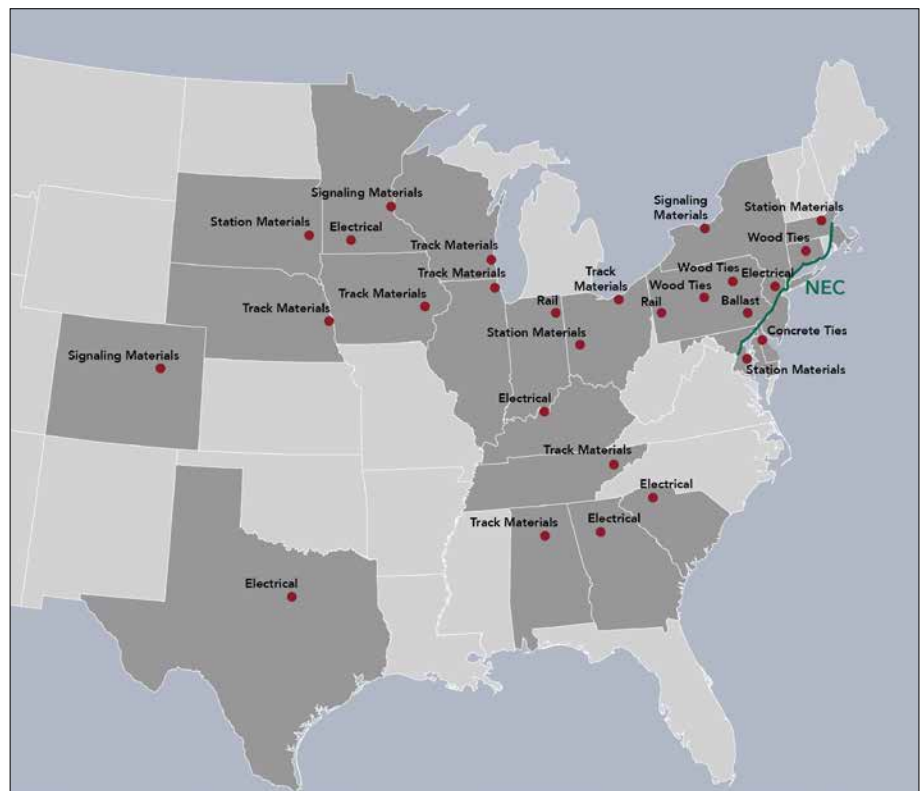 Signaling Materials
Station Materials
Electrical
Track Materials
Track Materials
Track Materials
Track Materials
Signaling Materials
Electrical
Signaling
Materials
Station Materials
Wood Ties
Wood Ties
Electrical
Wood Ties
NEC
Track
Materials
Rail
Rail
Ballast
Station Materials
Concrete Ties
Station Materials
Electrical
Track Materials
Electrical
Track Materials
Electrical